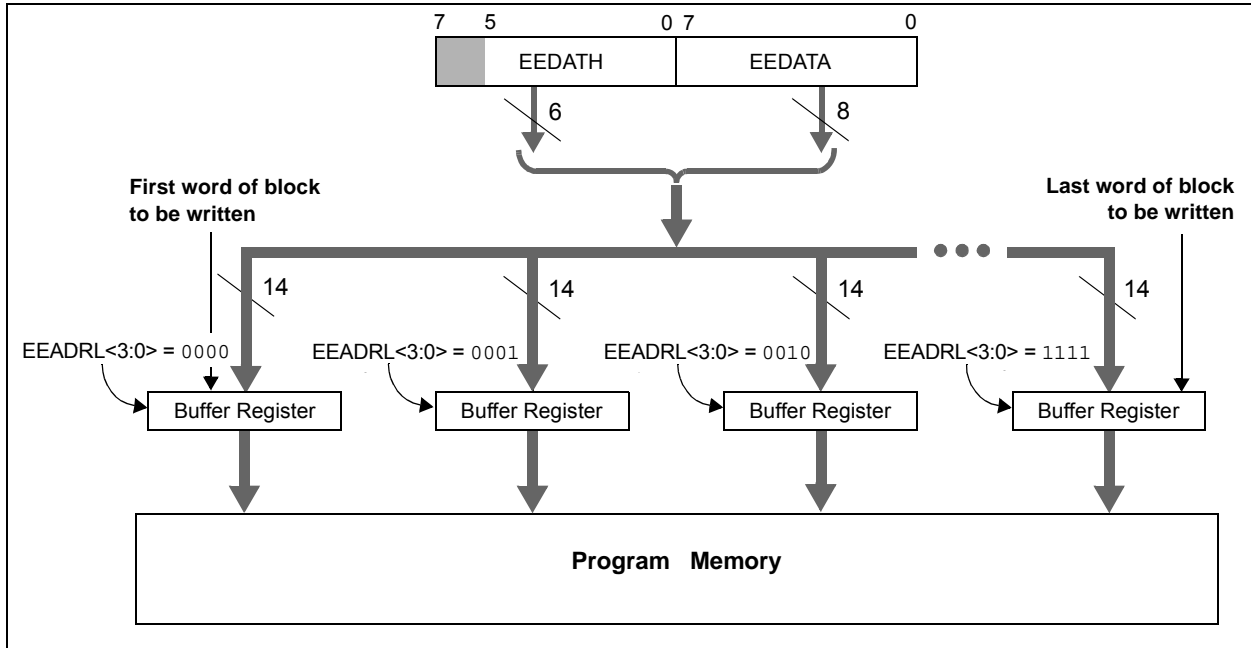 7 5 0 7 0
EEDATH EEDATA
6 8
First word of block
to be written
Last word of block
to be written
14 14 14 14
EEADRL<3:0> = 0000 EEADRL<3:0> = 0001 EEADRL<3:0> = 0010 EEADRL<3:0> = 1111
Buffer Register Buffer Register Buffer Register Buffer Register
Program Memory